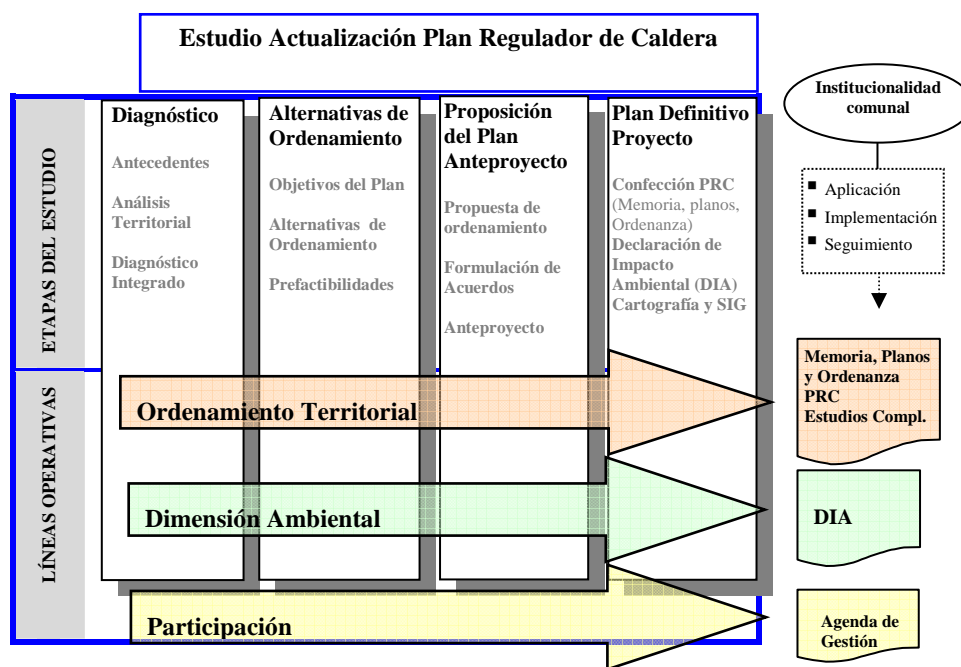 Estudio Actualización Plan Regulador de Caldera
ETAPAS DEL ESTUDIO
Diagnóstico
Antecedentes
Análisis
Territorial
Diagnóstico
Integrado
Alternativas de
Ordenamiento
Objetivos del Plan
Alternativas de
Ordenamiento
Prefactibilidades
Proposición
del Plan
Anteproyecto
Propuesta de
ordenamiento
Formulación de
Acuerdos
Anteproyecto
Plan Definitivo
Proyecto
Confección PRC
(Memoria, planos,
Ordenanza)
Declaración de
Impacto
Ambiental (DIA)
Cartografía y SIG
Institucionalidad
comunal
▪ Aplicación
▪ Implementación
▪ Seguimiento
LÍNEAS OPERATIVAS
Ordenamiento Territorial
Memoria, Planos
y Ordenanza
PRC
Estudios Compl.
Dimensión Ambiental
DIA
Participación
Agenda de
Gestión